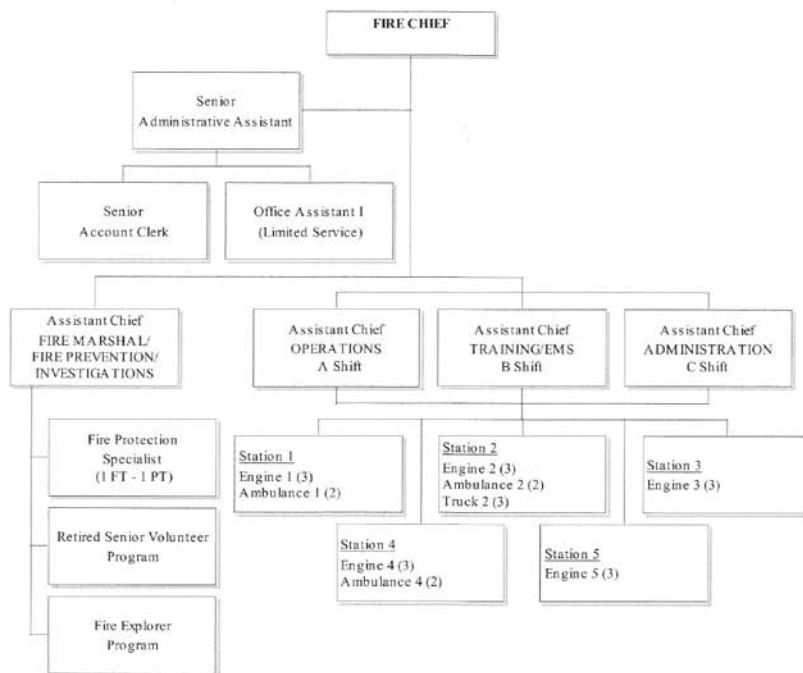 FIRE CHIEF
Senior
Administrative Assistant
Senior
Account Clerk
Office Assistant I
(Limited Service)
Assistant Chief
FIRE MARSHAL/
FIRE PREVENTION/
INVESTIGATIONS
Assistant Chief
OPERATIONS
A Shift
Assistant Chief
TRAINING/EMS
B Shift
Assistant Chief
ADMINISTRATION
C Shift
Fire Protection
Specialist
(1 FT - 1 PT)
Retired Senior Volunteer
Program
Fire Explorer
Program
Station 1
Engine 1 (3)
Ambulance 1 (2)
Station 2
Engine 2 (3)
Ambulance 2 (2)
Truck 2 (3)
Station 3
Engine 3 (3)
Station 4
Engine 4 (3)
Ambulance 4 (2)
Station 5
Engine 5 (3)